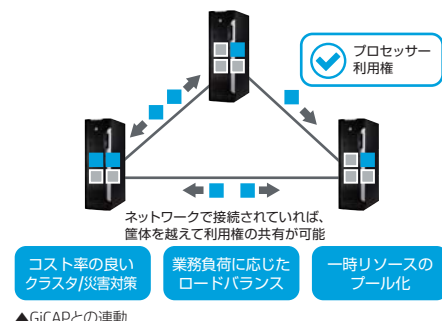 プロセッサー
利用権
ネットワークで接続されていれば、
筐体を越えて利用権の共有が可能
コスト率の良い
クラスタ/災害対策
業務負荷に応じた
ロードバランス
一時リソースの
プール化
▲GiCAPとの連動